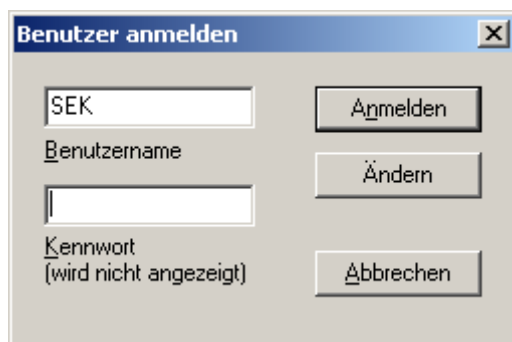 Benutzer anmelden
SEK
Benutzername
Kennwort
(wird nicht angezeigt)
Anmelden
Ändern
Abbrechen